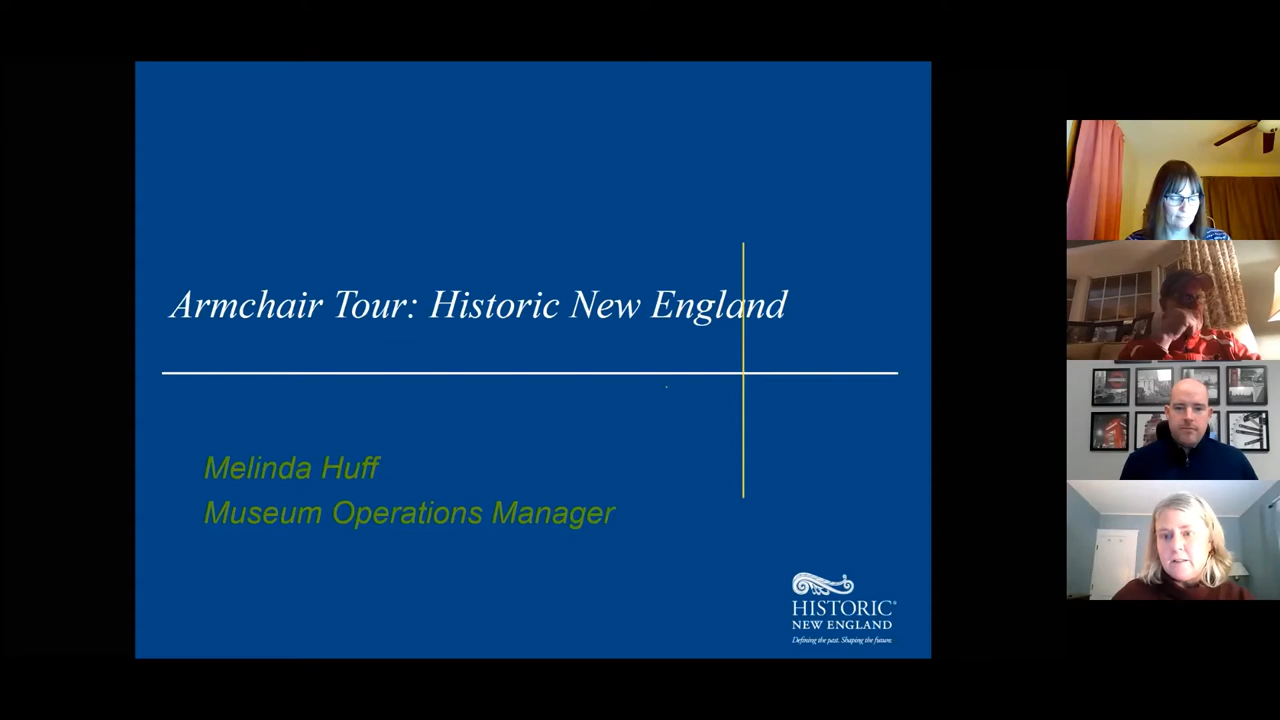 Armchair Tour: Historic New England
Melinda Huff
Museum Operations Manager
HISTORIC®
NEW ENGLAND
Defining the past. Shaping the future.